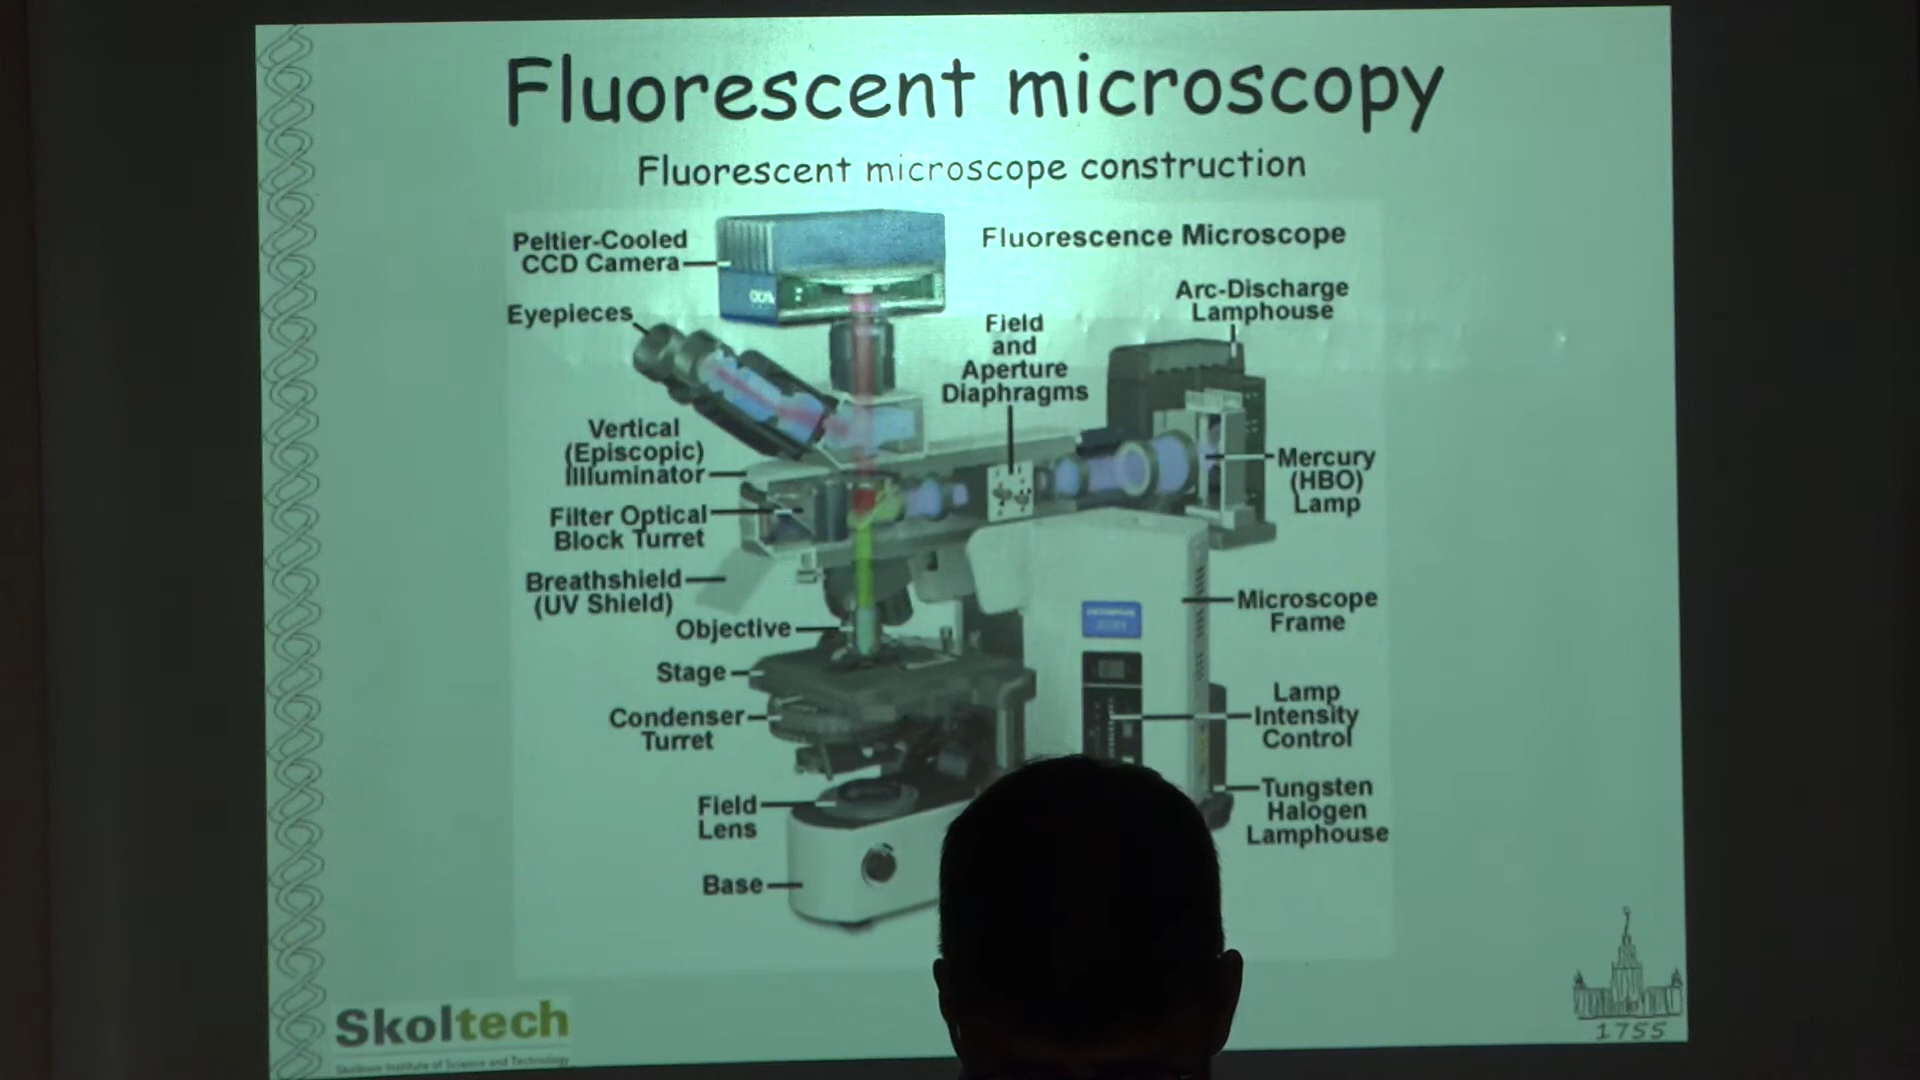 Fluorescent microscopy
Fluorescent microscope construction
Fluorescence Microscope
Peltier-Cooled
CCD Camera
Eyepieces
Vertical
(Episcopic)
Illluminator
Filter Optical
Block Turret
Breathshield
(UV Shield)
Objective
Stage
Condenser
Turret
Field
Lens
Base
Field
and
Aperture
Diaphragms
Arc-Discharge
Lamphouse
Mercury
(HBO)
Lamp
Microscope
Frame
Lamp
Intensity
Control
Tungsten
Halogen
Lamphouse
Skoltech
Skolkovo Institute of Science and Technology
1755